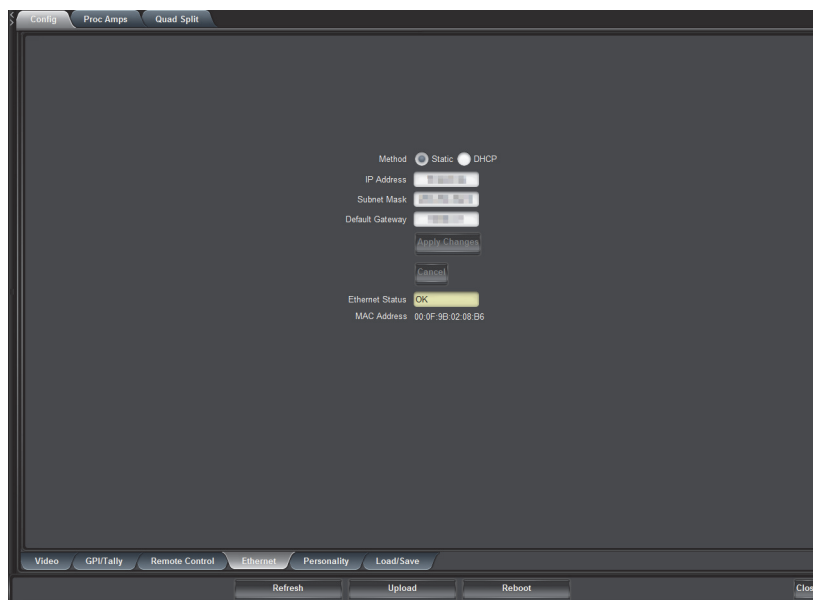 Config Proc Amps Quad Split
Method Static DHCP
IP Address
Subnet Mask
Default Gateway
Apply Changes
Cancel
Ethernet Status OK
MAC Address 00:0F:9B:02:08:B6
Video GPI/Tally Remote Control Ethernet Personality Load/Save
Refresh Upload Reboot